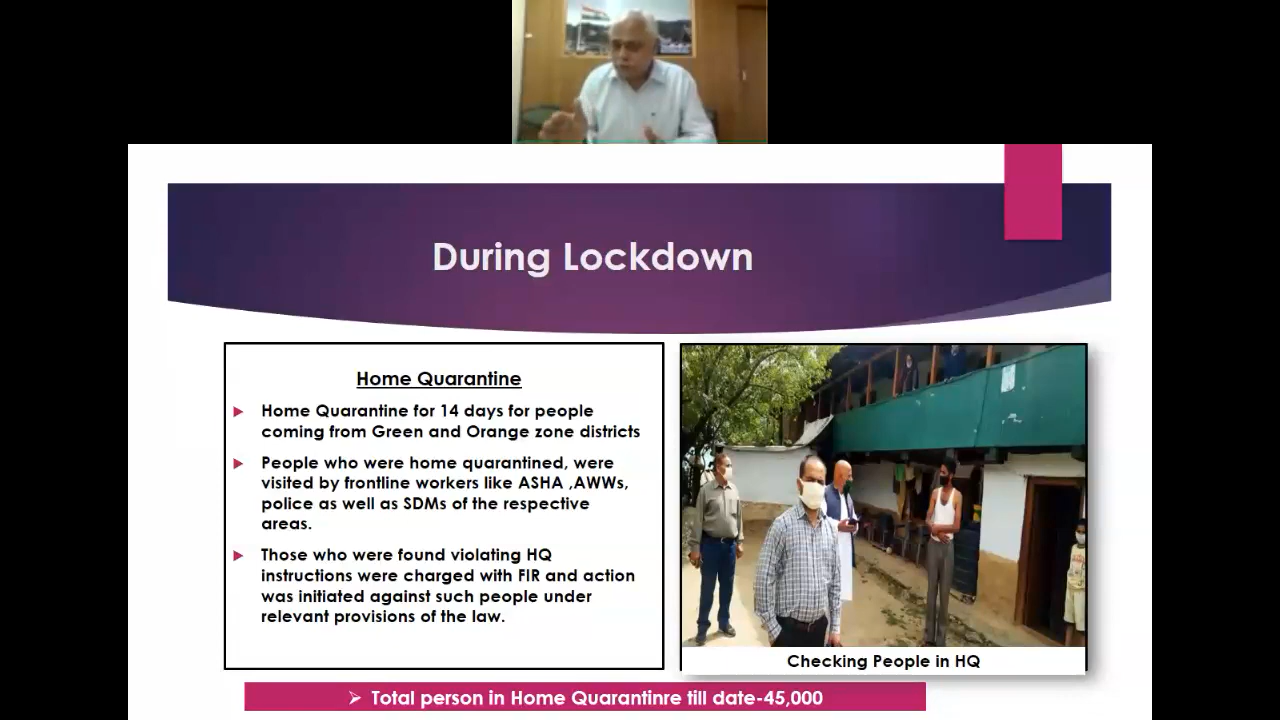 During Lockdown
Home Quarantine
Home Quarantine for 14 days for people
coming from Green and Orange zone districts
People who were home quarantined, were
visited by frontline workers like ASHA ,AWWs,
police as well as SDMs of the respective
areas.
Those who were found violating HQ
instructions were charged with FIR and action
was initiated against such people under
relevant provisions of the law.
Checking People in HQ
Total person in Home Quarantinre till date-45,000